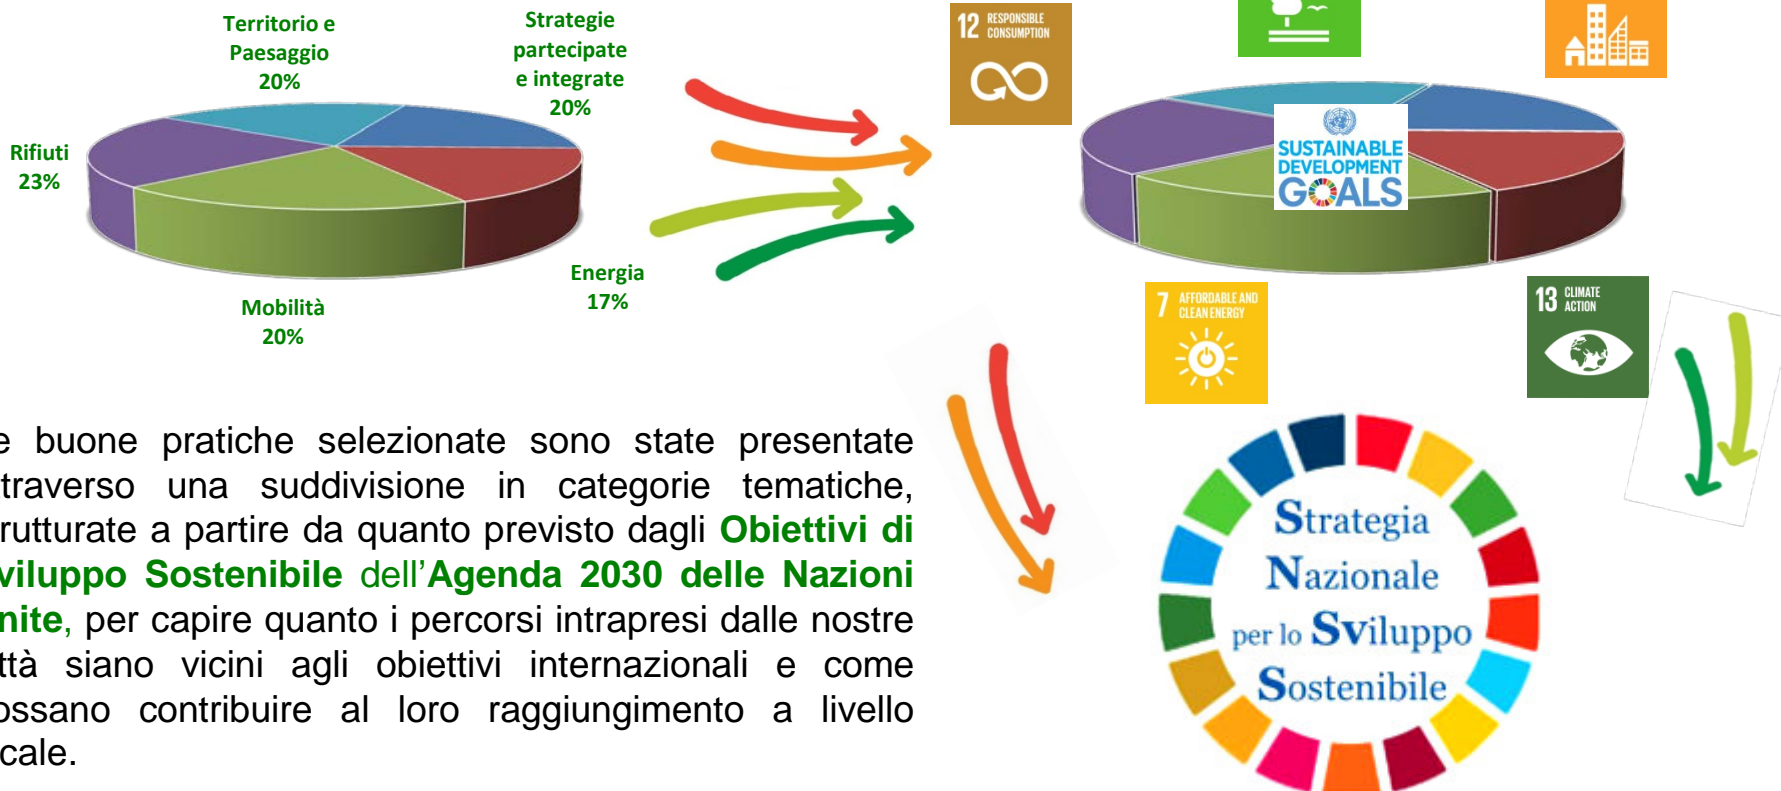 Territorio e
Paesaggio
20%
Strategie
partecipate
e integrate
20%
Rifiuti
23%
Energia
17%
Mobilità
20%
12 RESPONSIBLE
CONSUMPTION
SUSTAINABLE
DEVELOPMENT
GOALS
7 AFFORDABLE AND
CLEAN ENERGY
13 CLIMATE
ACTION
e buone pratiche selezionate sono state presentate
traverso una suddivisione in categorie tematiche,
rutturate a partire da quanto previsto dagli Obiettivi di
viluppo Sostenibile dell’Agenda 2030 delle Nazioni
nite, per capire quanto i percorsi intrapresi dalle nostre
ttà siano vicini agli obiettivi internazionali e come
ossano contribuire al loro raggiungimento a livello
cale.
Strategia
Nazionale
per lo Sviluppo
Sostenibile